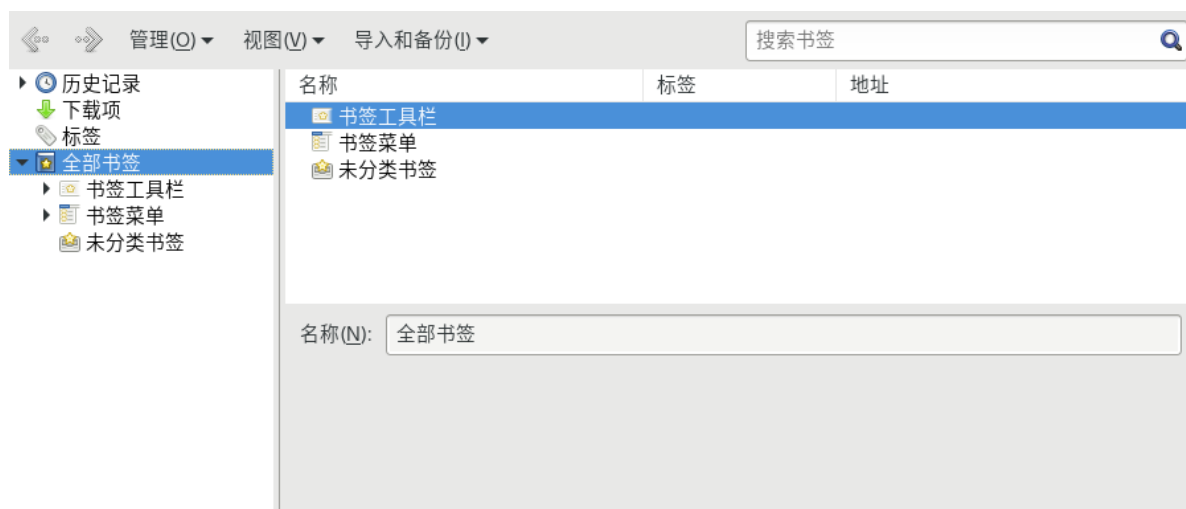 管理(O) 视图(V) 导入和备份(I) 搜索书签
历史记录
下载项
标签
全部书签
书签工具栏
书签菜单
未分类书签
名称 标签 地址
书签工具栏
书签菜单
未分类书签
名称(N): 全部书签